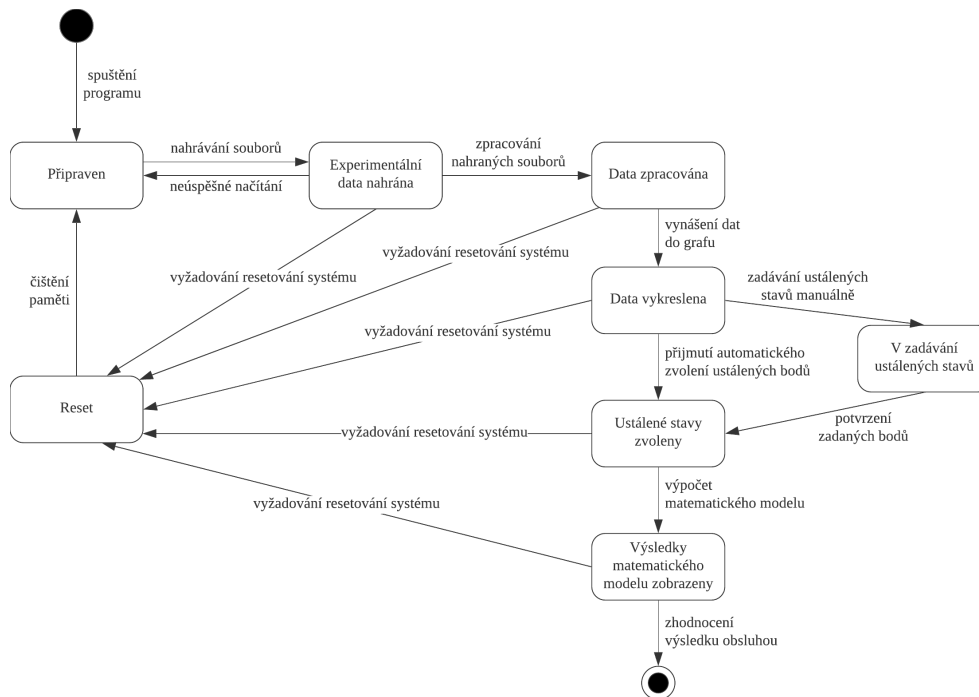 spuštění
programu
Připraven
nahrávání souborů
neúspěšné načítání
Experimentální
data nahrána
zpracování
nahraných souborů
Data zpracována
vynášení dat
do grafu
vyžadování resetování systému
vyžadování resetování systému
čištění
paměti
Data vykreslena
zadávání ustálených
stavů manuálně
vyžadování resetování systému
přijmutí automatického
zvolení ustálených bodů
V zadávání
ustálených stavů
Reset
Ustálené stavy
zvoleny
potvrzení
zadaných bodů
vyžadování resetování systému
výpočet
matematického modelu
vyžadování resetování systému
Výsledky
matematického
modelu zobrazeny
zhodnocení
výsledku obsluhou